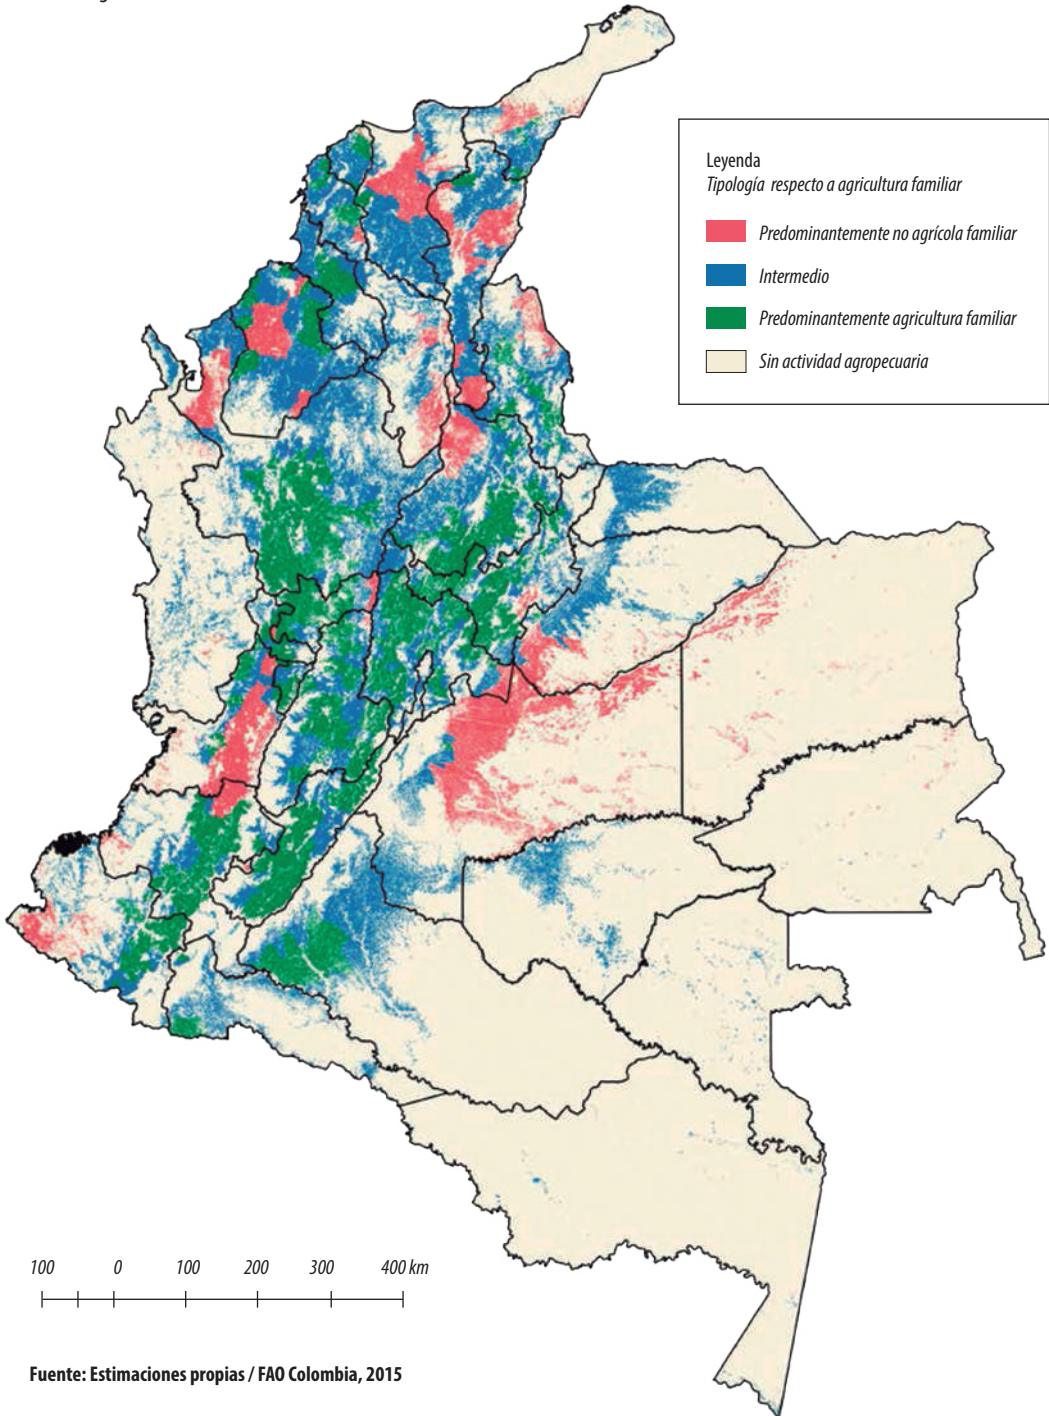 Leyenda
Tipología respecto a agricultura familiar
Predominantemente no agrícola familiar
Intermedio
Predominantemente agricultura familiar
Sin actividad agropecuaria
100 0 100 200 300 400 km
Fuente: Estimaciones propias / FAO Colombia, 2015